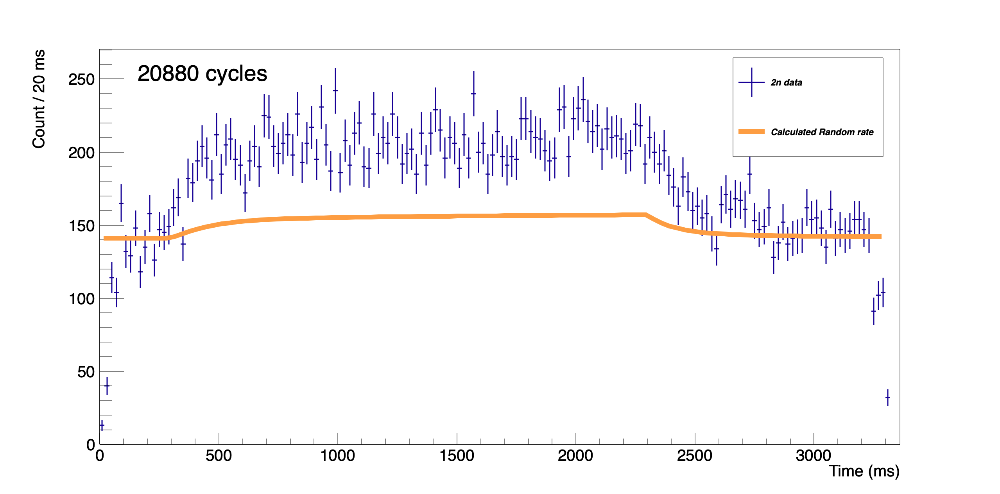 Count / 20 ms
20880 cycles
2n data
Calculated Random rate
250
200
150
100
50
0
0 500 1000 1500 2000 2500 3000
Time (ms)